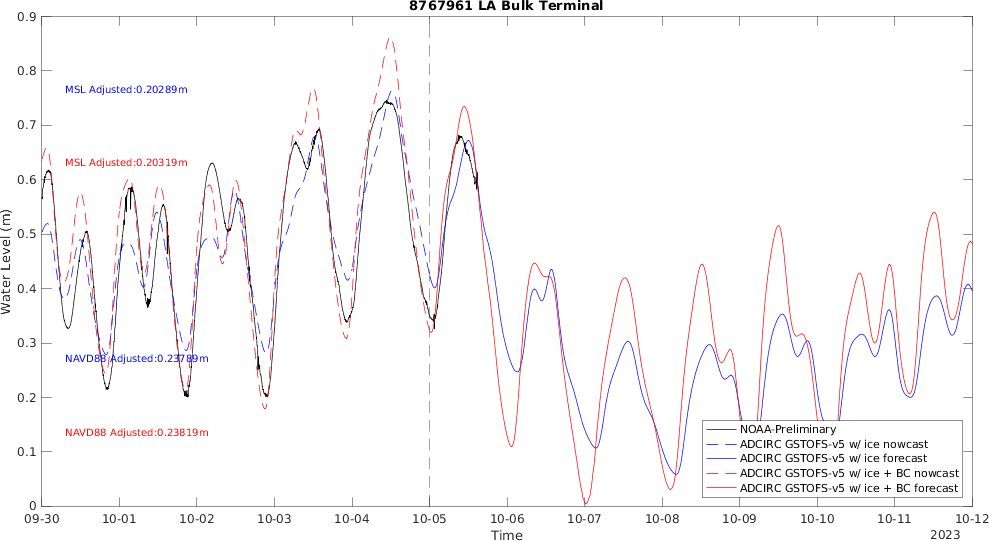 8767961 LA Bulk Terminal
0.9
0.8
0.7
0.6
0.5
0.4
0.3
0.2
0.1
0
Water Level (m)
MSL Adjusted:0.20289m
MSL Adjusted:0.20319m
NAVD88 Adjusted:0.23789m
NAVD88 Adjusted:0.23819m
NOAA-Preliminary
ADCIRC GSTOFS-v5 w/ ice nowcast
ADCIRC GSTOFS-v5 w/ ice forecast
ADCIRC GSTOFS-v5 w/ ice + BC nowcast
ADCIRC GSTOFS-v5 w/ ice + BC forecast
09-30 10-01 10-02 10-03 10-04 10-05 10-06 10-07 10-08 10-09 10-10 10-11 10-12
Time
2023